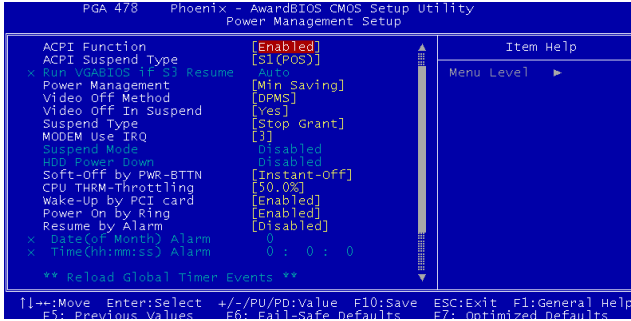 PGA 478 Phoenix - AwardBIOS CMOS Setup Utility
Power Management Setup
ACPI Function [Enabled]
Item Help
ACPI Suspend Type [S1(POS)]
× Run VGABIOS if S3 Resume Auto
Menu Level ►
Power Management [Min Saving]
Video Off Method [DPMS]
Video Off In Suspend [Yes]
Suspend Type [Stop Grant]
MODEM Use IRQ [3]
Suspend Mode Disabled
HDD Power Down Disabled
Soft-Off by PWR-BTTN [Instant-Off]
CPU THRM-Throttling [50.0%]
Wake-Up by PCI card [Enabled]
Power On by Ring [Enabled]
Resume by Alarm [Disabled]
× Date(of Month) Alarm 0
× Time(hh:mm:ss) Alarm 0 : 0 : 0
** Reload Global Timer Events **
↑↓→←:Move Enter:Select +/-/PU/PD:Value F10:Save ESC:Exit F1:General Help
F5: Previous Values F6: Fail-Safe Defaults F7: Optimized Defaults